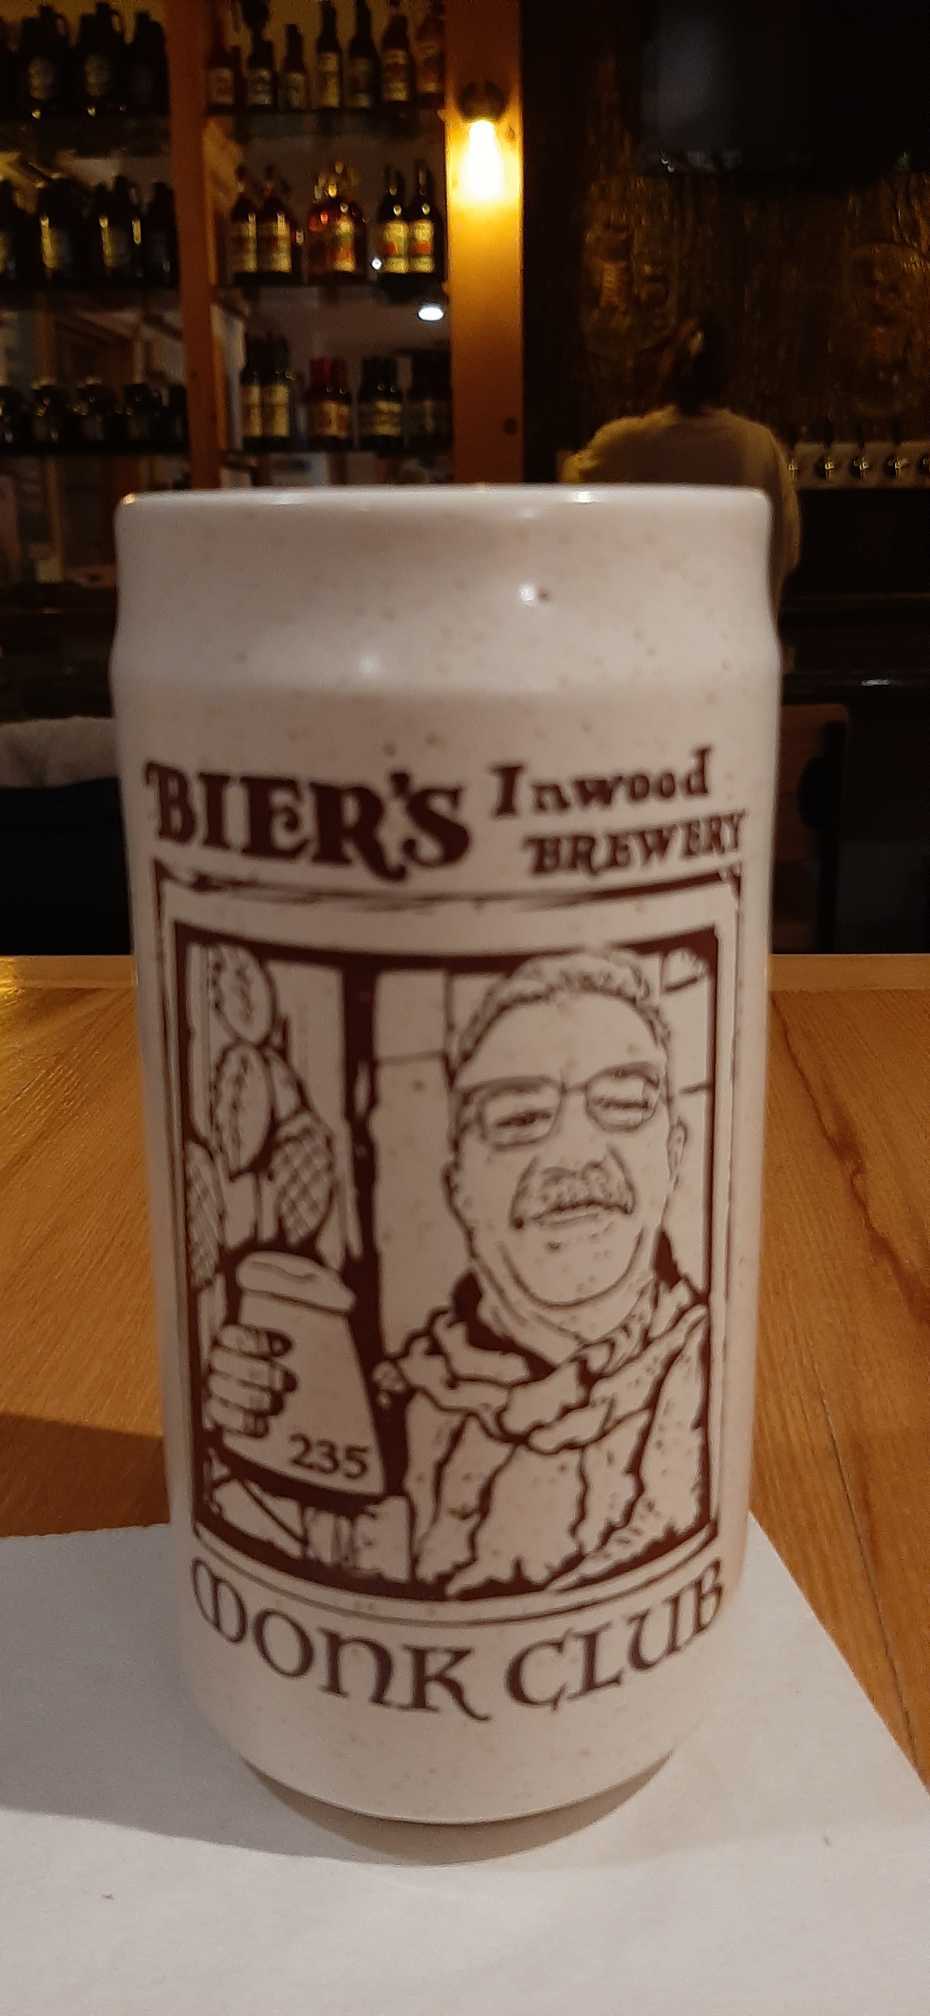 BIER'S Inwood
BREWERY
235
MONK CLUB